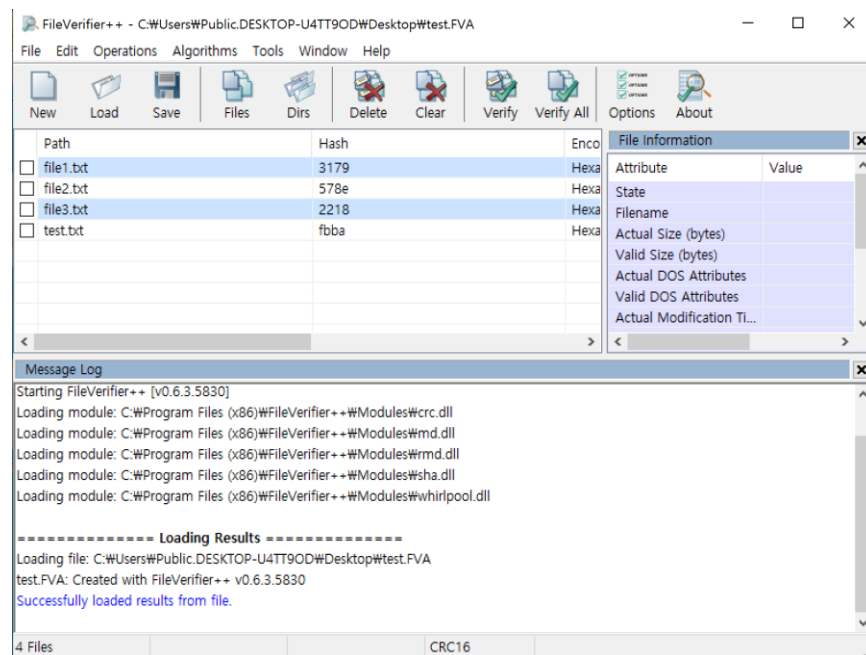 FileVerifier++ - C:₩Users₩Public.DESKTOP-U4TT9OD₩Desktop₩test.FVA
File Edit Operations Algorithms Tools Window Help
New Load Save Files Dirs Delete Clear Verify Verify All Options About
Path Hash Enco
file1.txt 3179 Hexa
file2.txt 578e Hexa
file3.txt 2218 Hexa
test.txt fbba Hexa
File Information
Attribute Value
State
Filename
Actual Size (bytes)
Valid Size (bytes)
Actual DOS Attributes
Valid DOS Attributes
Actual Modification Ti...
Message Log
Starting FileVerifier++ [v0.6.3.5830]
Loading module: C:₩Program Files (x86)₩FileVerifier++₩Modules₩crc.dll
Loading module: C:₩Program Files (x86)₩FileVerifier++₩Modules₩md.dll
Loading module: C:₩Program Files (x86)₩FileVerifier++₩Modules₩rmd.dll
Loading module: C:₩Program Files (x86)₩FileVerifier++₩Modules₩sha.dll
Loading module: C:₩Program Files (x86)₩FileVerifier++₩Modules₩whirlpool.dll
============== Loading Results ==============
Loading file: C:₩Users₩Public.DESKTOP-U4TT9OD₩Desktop₩test.FVA
test.FVA: Created with FileVerifier++ v0.6.3.5830
Successfully loaded results from file.
4 Files CRC16